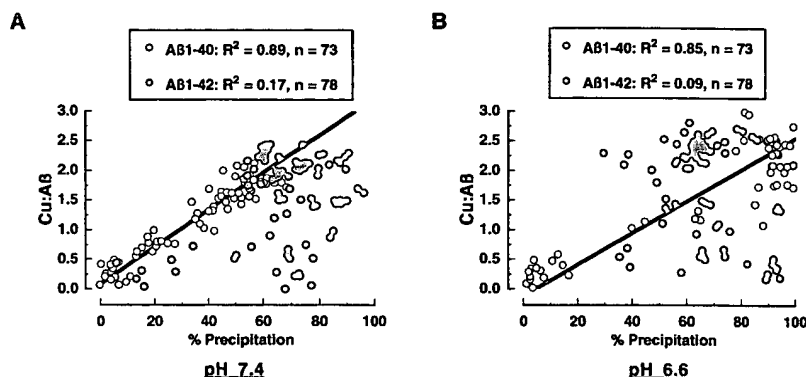 A
Aβ1-40: R² = 0.89, n = 73
Aβ1-42: R² = 0.17, n = 78
3.0
2.5
2.0
1.5
1.0
0.5
0.0
Cu:Aβ
0 20 40 60 80 100
% Precipitation
pH 7.4
B
Aβ1-40: R² = 0.85, n = 73
Aβ1-42: R² = 0.09, n = 78
3.0
2.5
2.0
1.5
1.0
0.5
0.0
Cu:Aβ
0 20 40 60 80 100
% Precipitation
pH 6.6